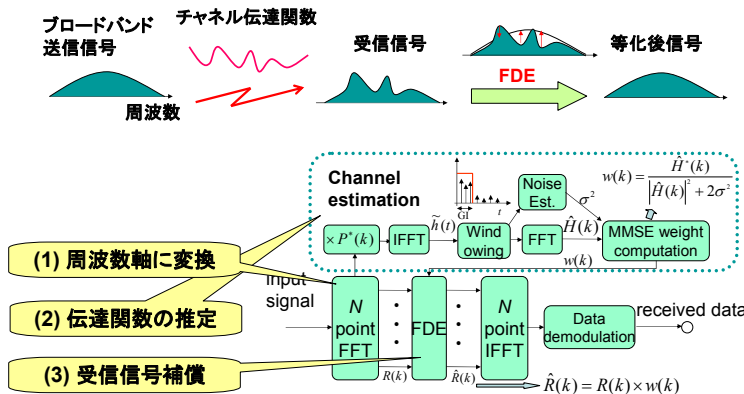 ブロードバンド
送信信号
チャネル伝達関数
受信信号
等化後信号
FDE
周波数
Channel
estimation
GI
t
Noise
Est.
σ²
w(k) = Ĥ*(k) / (|Ĥ(k)|² + 2σ²)
× P*(k)
IFFT
h̃(t)
Wind
owing
FFT
Ĥ(k)
MMSE weight
computation
w(k)
(1) 周波数軸に変換
(2) 伝達関数の推定
(3) 受信信号補償
Input
signal
N
point
FFT
FDE
N
point
IFFT
Data
demodulation
received data
R(k)
R̂(k)
R̂(k) = R(k) × w(k)